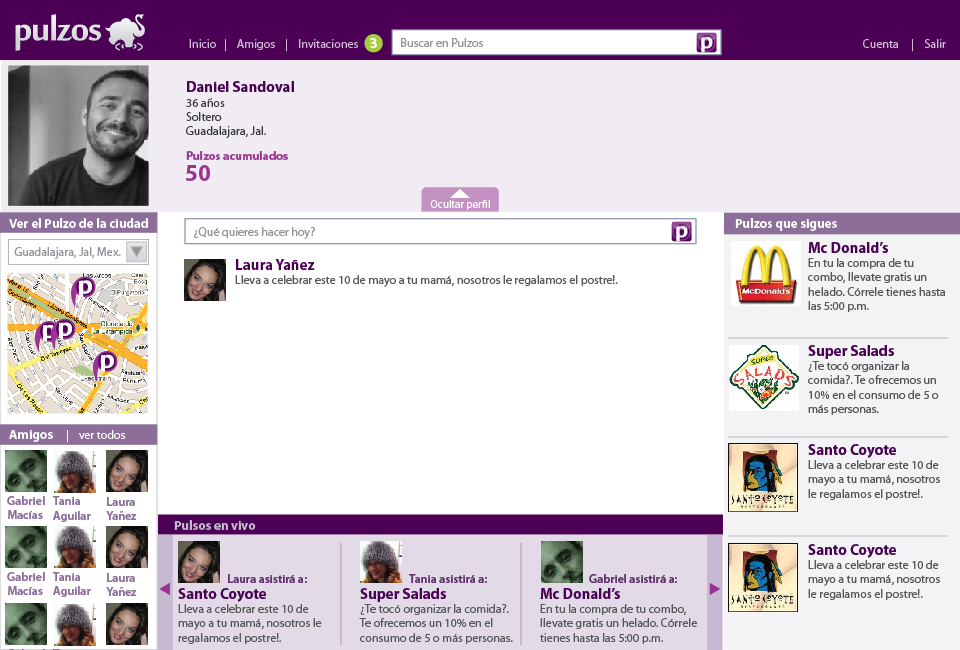 pulzos
Inicio | Amigos | Invitaciones 3
Buscar en Pulzos
Cuenta | Salir
Daniel Sandoval
36 años
Soltero
Guadalajara, Jal.
Pulzos acumulados
50
Ocultar perfil
Ver el Pulzo de la ciudad
Guadalajara, Jal, Mex.
Amigos | ver todos
Gabriel Macías
Tania Aguilar
Laura Yañez
Gabriel Macías
Tania Aguilar
Laura Yañez
¿Qué quieres hacer hoy?
Laura Yañez
Lleva a celebrar este 10 de mayo a tu mamá, nosotros le regalamos el postre!.
Pulsos en vivo
Laura asistirá a:
Santo Coyote
Lleva a celebrar este 10 de
mayo a tu mamá, nosotros le
regalamos el postre!.
Tania asistirá a:
Super Salads
¿Te tocó organizar la comida?.
Te ofrecemos un 10% en el
consumo de 5 o más personas.
Gabriel asistirá a:
Mc Donald's
En tu la compra de tu combo,
llevate gratis un helado. Córrele
tienes hasta las 5:00 p.m.
Pulzos que sigues
McDonald's
Mc Donald's
En tu la compra de tu
combo, llevate gratis un
helado. Córrele tienes hasta
las 5:00 p.m.
SUPER
SALADS
Super Salads
¿Te tocó organizar la
comida?. Te ofrecemos un
10% en el consumo de 5 o
más personas.
SANTO COYOTE
Santo Coyote
Lleva a celebrar este 10 de
mayo a tu mamá, nosotros
le regalamos el postre!.
SANTO COYOTE
Santo Coyote
Lleva a celebrar este 10 de
mayo a tu mamá, nosotros
le regalamos el postre!.